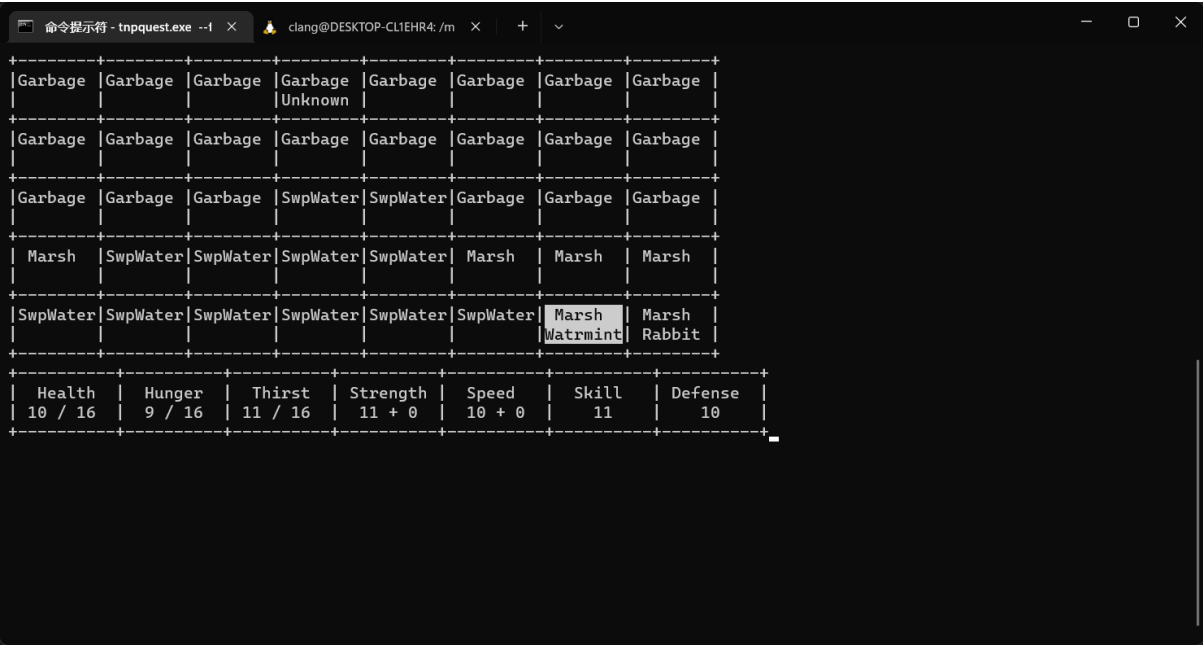 命令提示符 - tnpquest.exe --1 clang@DESKTOP-CL1EHR4: /m
+--------+--------+--------+--------+--------+--------+--------+--------+
|Garbage |Garbage |Garbage |Garbage |Garbage |Garbage |Garbage |Garbage |
|        |        |        |Unknown |        |        |        |        |
+--------+--------+--------+--------+--------+--------+--------+--------+
|Garbage |Garbage |Garbage |Garbage |Garbage |Garbage |Garbage |Garbage |
|        |        |        |        |        |        |        |        |
+--------+--------+--------+--------+--------+--------+--------+--------+
|Garbage |Garbage |Garbage |SwpWater|SwpWater|Garbage |Garbage |Garbage |
|        |        |        |        |        |        |        |        |
+--------+--------+--------+--------+--------+--------+--------+--------+
| Marsh  |SwpWater|SwpWater|SwpWater|SwpWater| Marsh  | Marsh  | Marsh  |
|        |        |        |        |        |        |        |        |
+--------+--------+--------+--------+--------+--------+--------+--------+
|SwpWater|SwpWater|SwpWater|SwpWater|SwpWater|SwpWater| Marsh  | Marsh  |
|        |        |        |        |        |        |Watrmint| Rabbit |
+--------+--------+--------+--------+--------+--------+--------+--------+
+----------+----------+----------+----------+----------+----------+----------+
|  Health  |  Hunger  |  Thirst  | Strength |  Speed   |  Skill   | Defense  |
| 10 / 16  |  9 / 16  | 11 / 16  |  11 + 0  |  10 + 0  |    11    |    10    |
+----------+----------+----------+----------+----------+----------+----------+